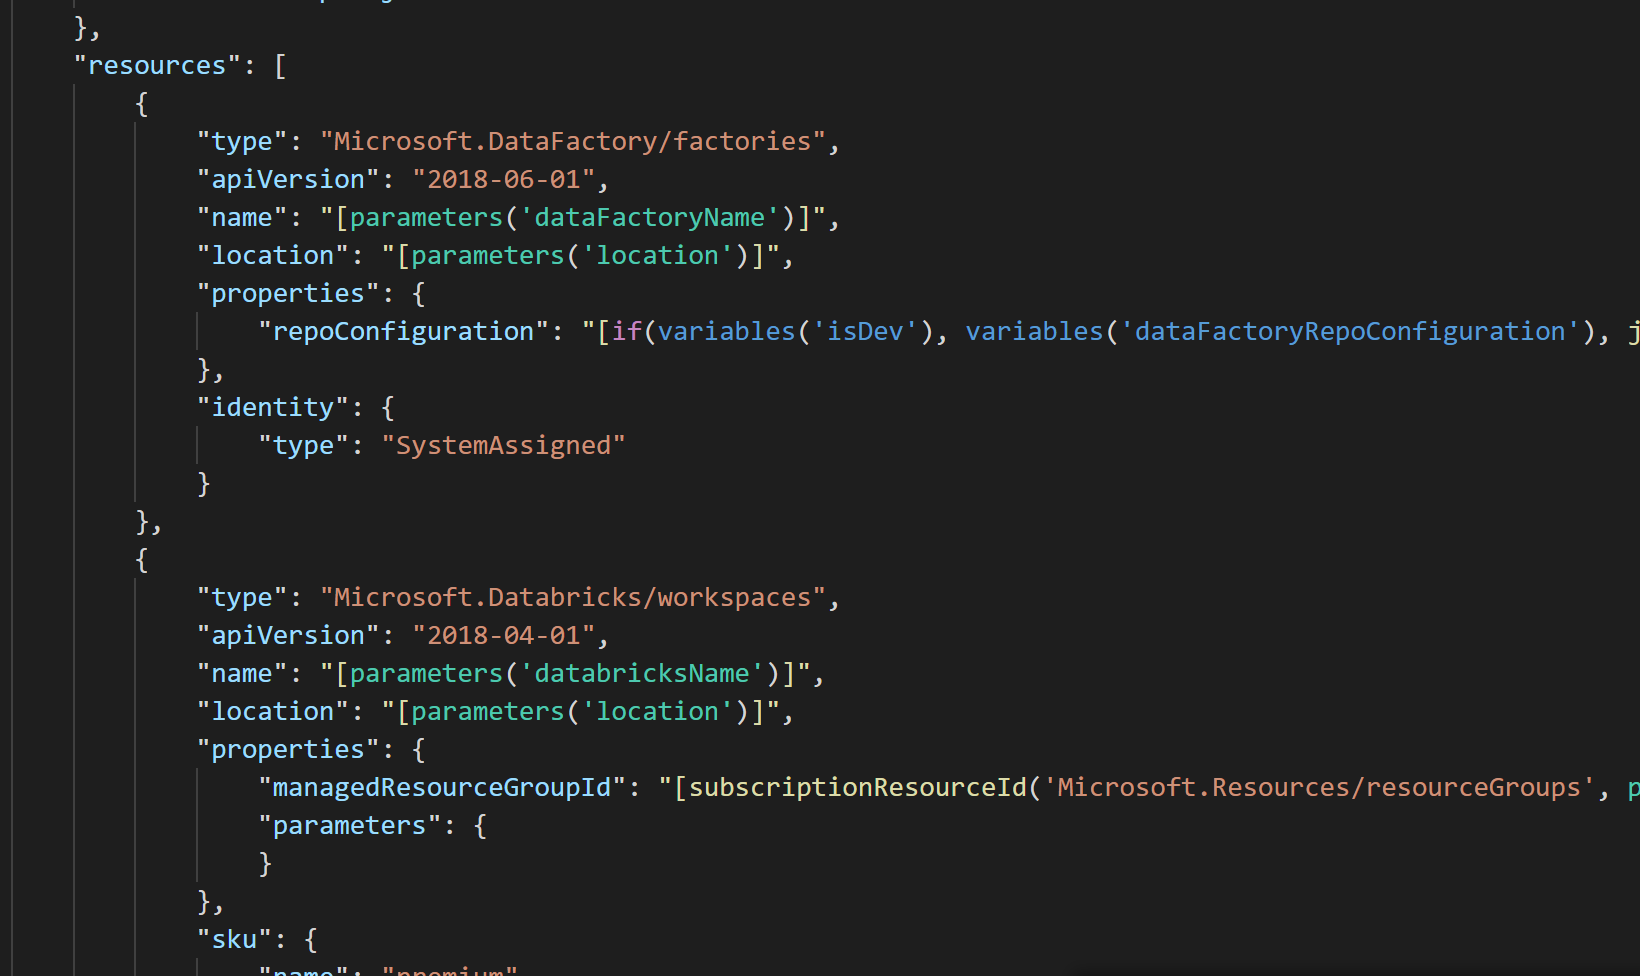 },
"resources": [
{
"type": "Microsoft.DataFactory/factories",
"apiVersion": "2018-06-01",
"name": "[parameters('dataFactoryName')]",
"location": "[parameters('location')]",
"properties": {
"repoConfiguration": "[if(variables('isDev'), variables('dataFactoryRepoConfiguration'), j
},
"identity": {
"type": "SystemAssigned"
}
},
{
"type": "Microsoft.Databricks/workspaces",
"apiVersion": "2018-04-01",
"name": "[parameters('databricksName')]",
"location": "[parameters('location')]",
"properties": {
"managedResourceGroupId": "[subscriptionResourceId('Microsoft.Resources/resourceGroups', p
"parameters": {
}
},
"sku": {
"name": "premium"